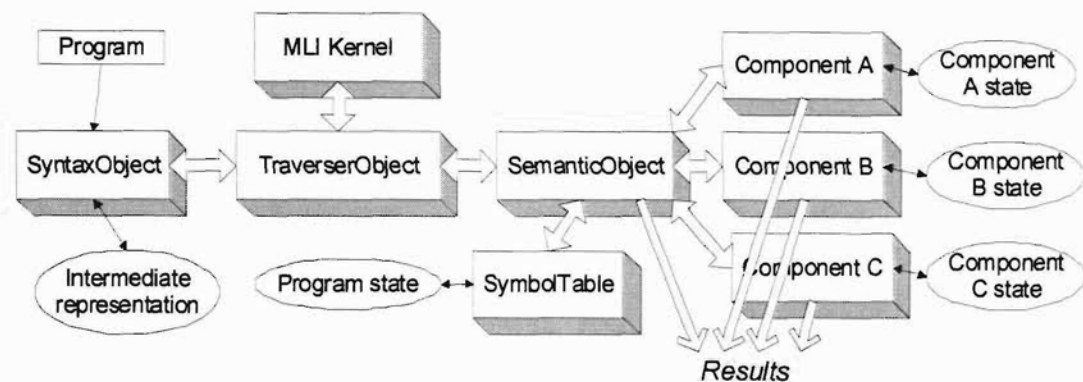 Program
MLI Kernel
Component A
Component
A state
SyntaxObject
TraverserObject
SemanticObject
Component B
Component
B state
Intermediate
representation
Program state
SymbolTable
Component C
Component
C state
Results